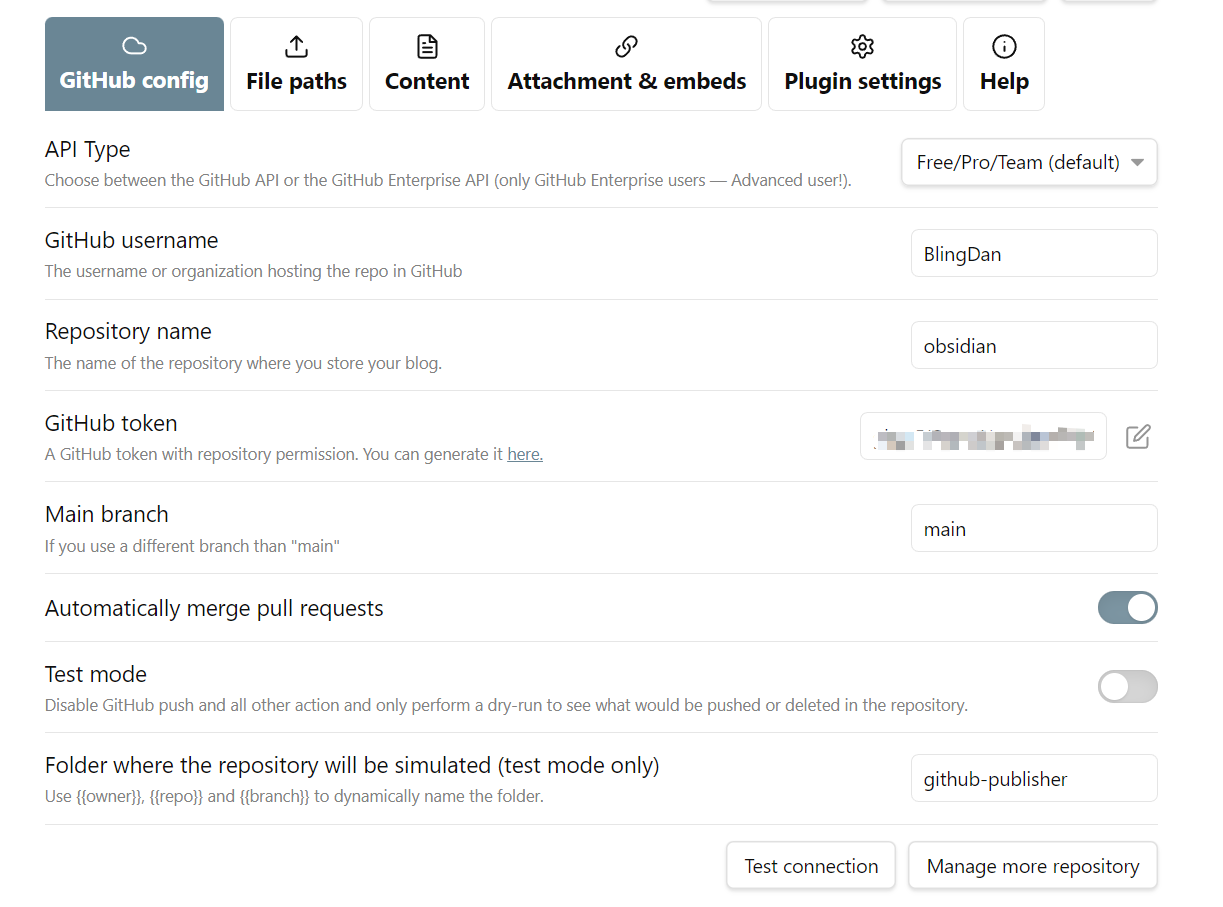 GitHub config
File paths
Content
Attachment & embeds
Plugin settings
Help
API Type
Choose between the GitHub API or the GitHub Enterprise API (only GitHub Enterprise users — Advanced user!).
Free/Pro/Team (default)
GitHub username
The username or organization hosting the repo in GitHub
BlingDan
Repository name
The name of the repository where you store your blog.
obsidian
GitHub token
A GitHub token with repository permission. You can generate it here.
Main branch
If you use a different branch than "main"
main
Automatically merge pull requests
Test mode
Disable GitHub push and all other action and only perform a dry-run to see what would be pushed or deleted in the repository.
Folder where the repository will be simulated (test mode only)
Use {{owner}}, {{repo}} and {{branch}} to dynamically name the folder.
github-publisher
Test connection
Manage more repository